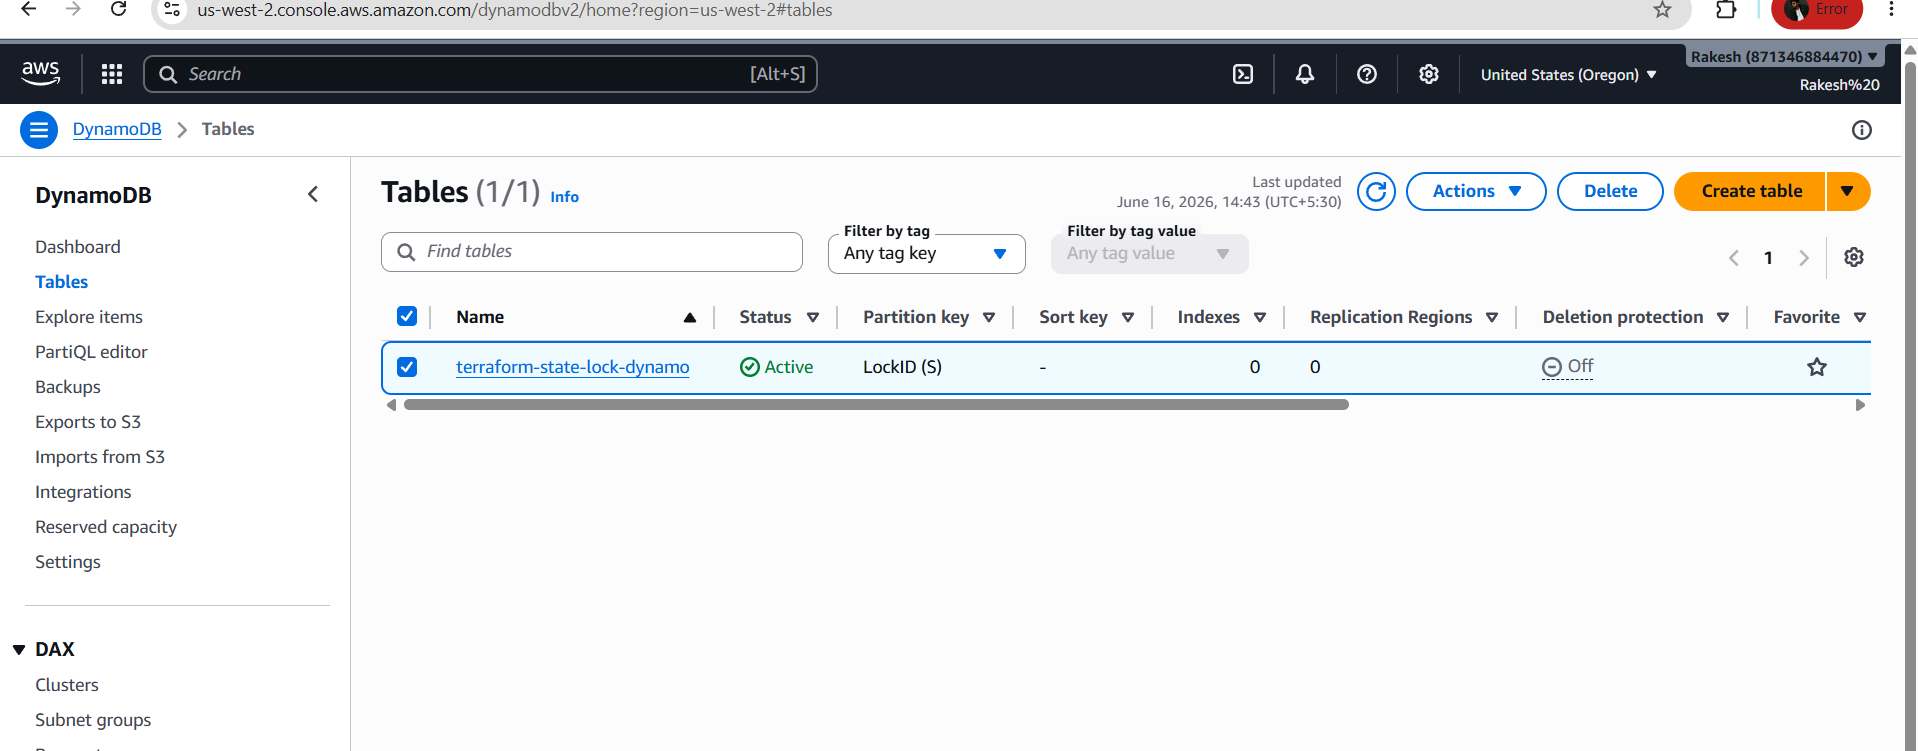 us-west-2.console.aws.amazon.com/dynamodbv2/home?region=us-west-2#tables
Error
aws
Search
[Alt+S]
United States (Oregon)
Rakesh (871346884470)
Rakesh%20
DynamoDB
Tables
DynamoDB
Dashboard
Tables
Explore items
PartiQL editor
Backups
Exports to S3
Imports from S3
Integrations
Reserved capacity
Settings
DAX
Clusters
Subnet groups
Tables (1/1) Info
Last updated
June 16, 2026, 14:43 (UTC+5:30)
Actions
Delete
Create table
Find tables
Filter by tag
Any tag key
Filter by tag value
Any tag value
1
Name Status Partition key Sort key Indexes Replication Regions Deletion protection Favorite
terraform-state-lock-dynamo Active LockID (S) - 0 0 Off